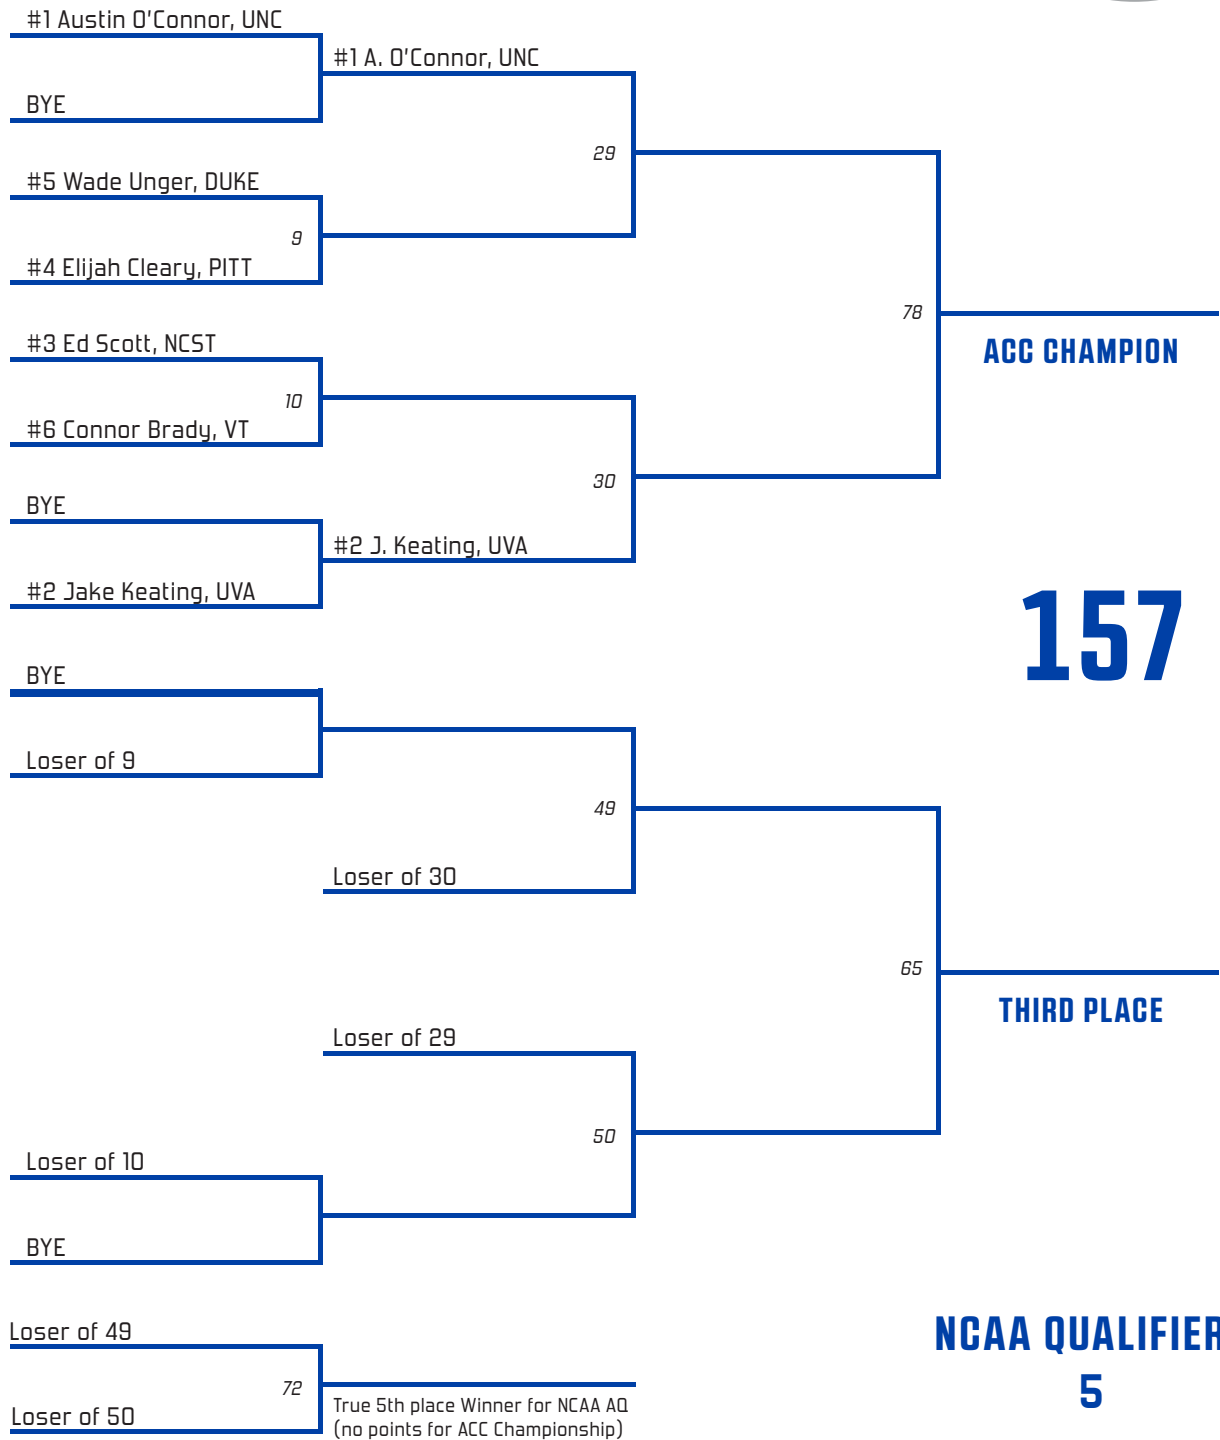 #1 Austin O'Connor, UNC
#1 A. O'Connor, UNC
BYE
29
#5 Wade Unger, DUKE
9
#4 Elijah Cleary, PITT
78
#3 Ed Scott, NCST
ACC CHAMPION
10
#6 Connor Brady, VT
30
BYE
#2 J. Keating, UVA
#2 Jake Keating, UVA
157
BYE
Loser of 9
49
Loser of 30
65
THIRD PLACE
Loser of 29
50
Loser of 10
BYE
Loser of 49
NCAA QUALIFIER
72
5
True 5th place Winner for NCAA AQ
Loser of 50
(no points for ACC Championship)